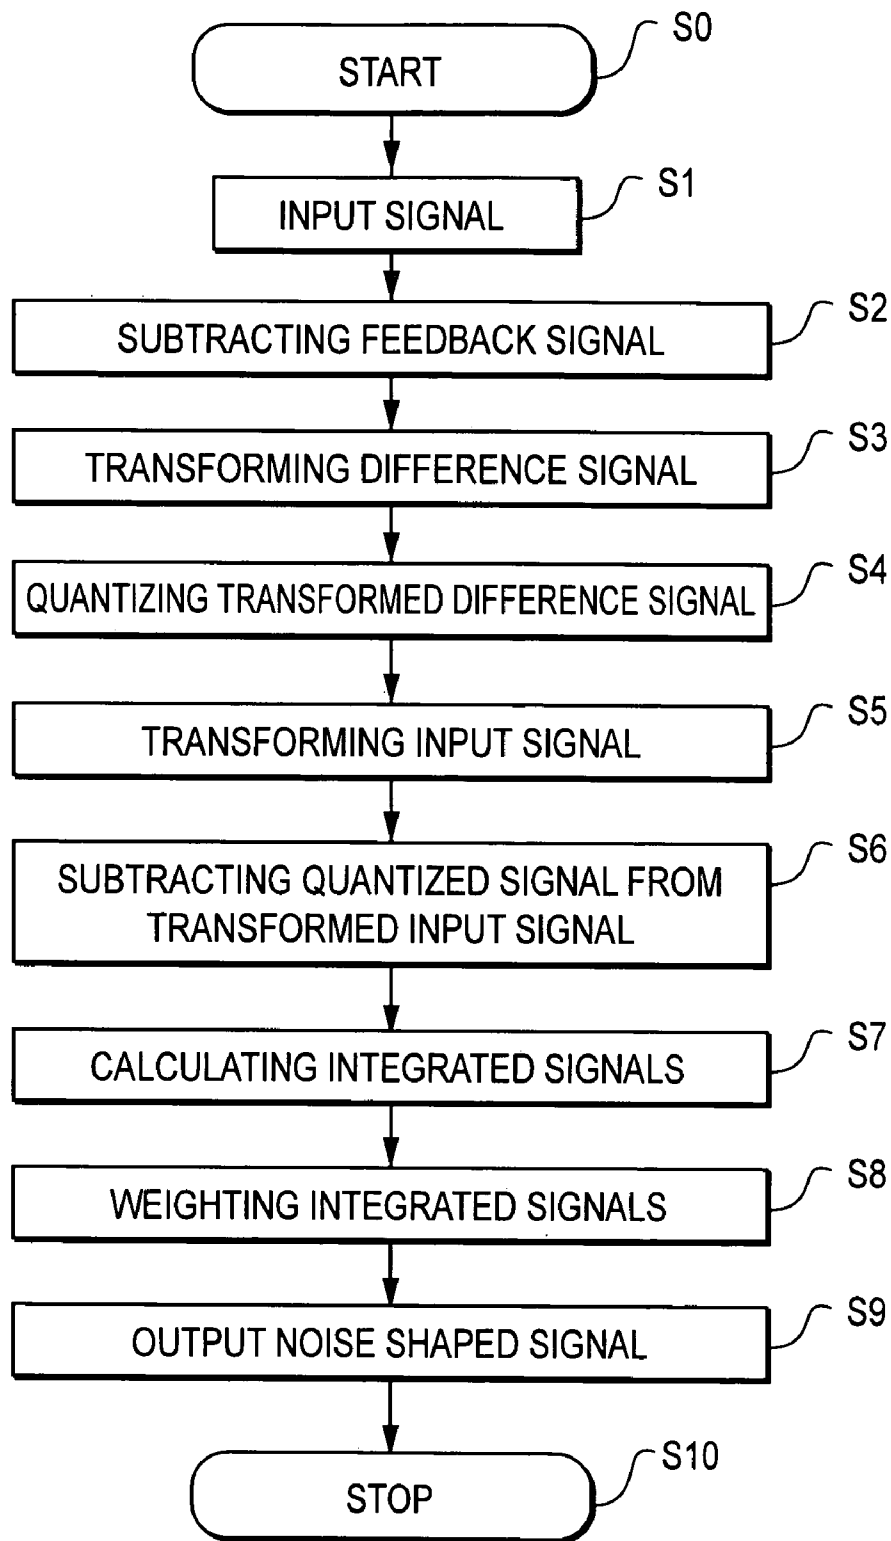 S0
START
S1
INPUT SIGNAL
S2
SUBTRACTING FEEDBACK SIGNAL
S3
TRANSFORMING DIFFERENCE SIGNAL
S4
QUANTIZING TRANSFORMED DIFFERENCE SIGNAL
S5
TRANSFORMING INPUT SIGNAL
S6
SUBTRACTING QUANTIZED SIGNAL FROM
TRANSFORMED INPUT SIGNAL
S7
CALCULATING INTEGRATED SIGNALS
S8
WEIGHTING INTEGRATED SIGNALS
S9
OUTPUT NOISE SHAPED SIGNAL
S10
STOP